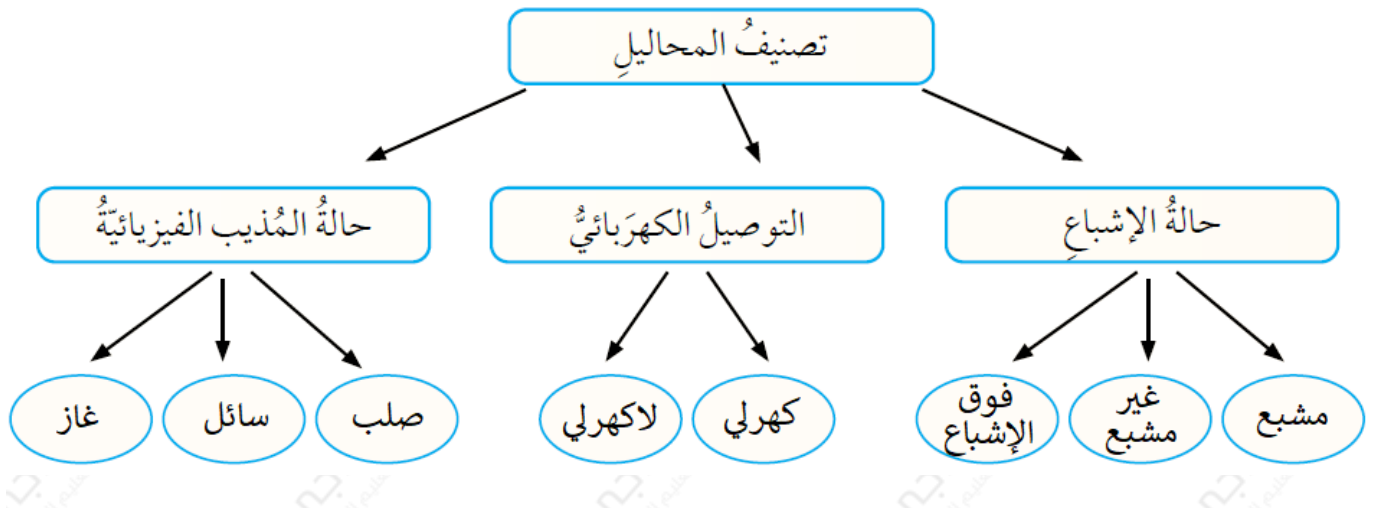 تصنيفُ المحاليلِ
حالةُ الإشباعِ
التوصيلُ الكهرَبائيُّ
حالةُ المُذيب الفيزيائيّةُ
مشبع
غير
مشبع
فوق
الإشباع
كهرلي
لاكهرلي
صلب
سائل
غاز